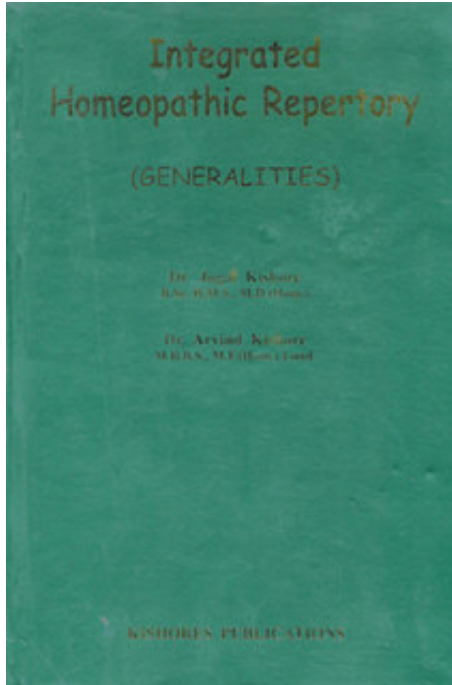 Integrated
Homeopathic Repertory
(GENERALITIES)
Dr. Jugal Kishore
Dr. Arvind Kishore
KISHORES PUBLICATIONS